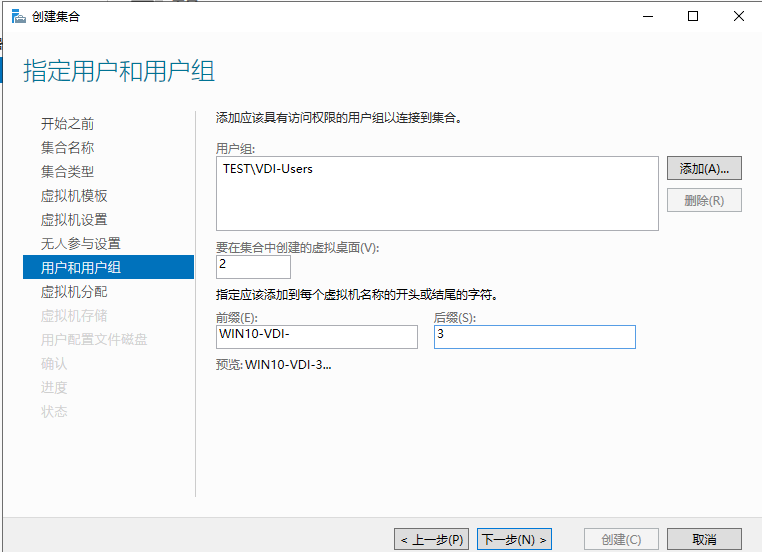 创建集合
指定用户和用户组
开始之前
集合名称
集合类型
虚拟机模板
虚拟机设置
无人参与设置
用户和用户组
虚拟机分配
虚拟机存储
用户配置文件磁盘
确认
进度
状态
添加应该具有访问权限的用户组以连接到集合。
用户组:
TEST\VDI-Users
添加(A)...
删除(R)
要在集合中创建的虚拟桌面(V):
2
指定应该添加到每个虚拟机名称的开头或结尾的字符。
前缀(E): 后缀(S):
WIN10-VDI- 3
预览: WIN10-VDI-3...
< 上一步(P) 下一步(N) > 创建(C) 取消